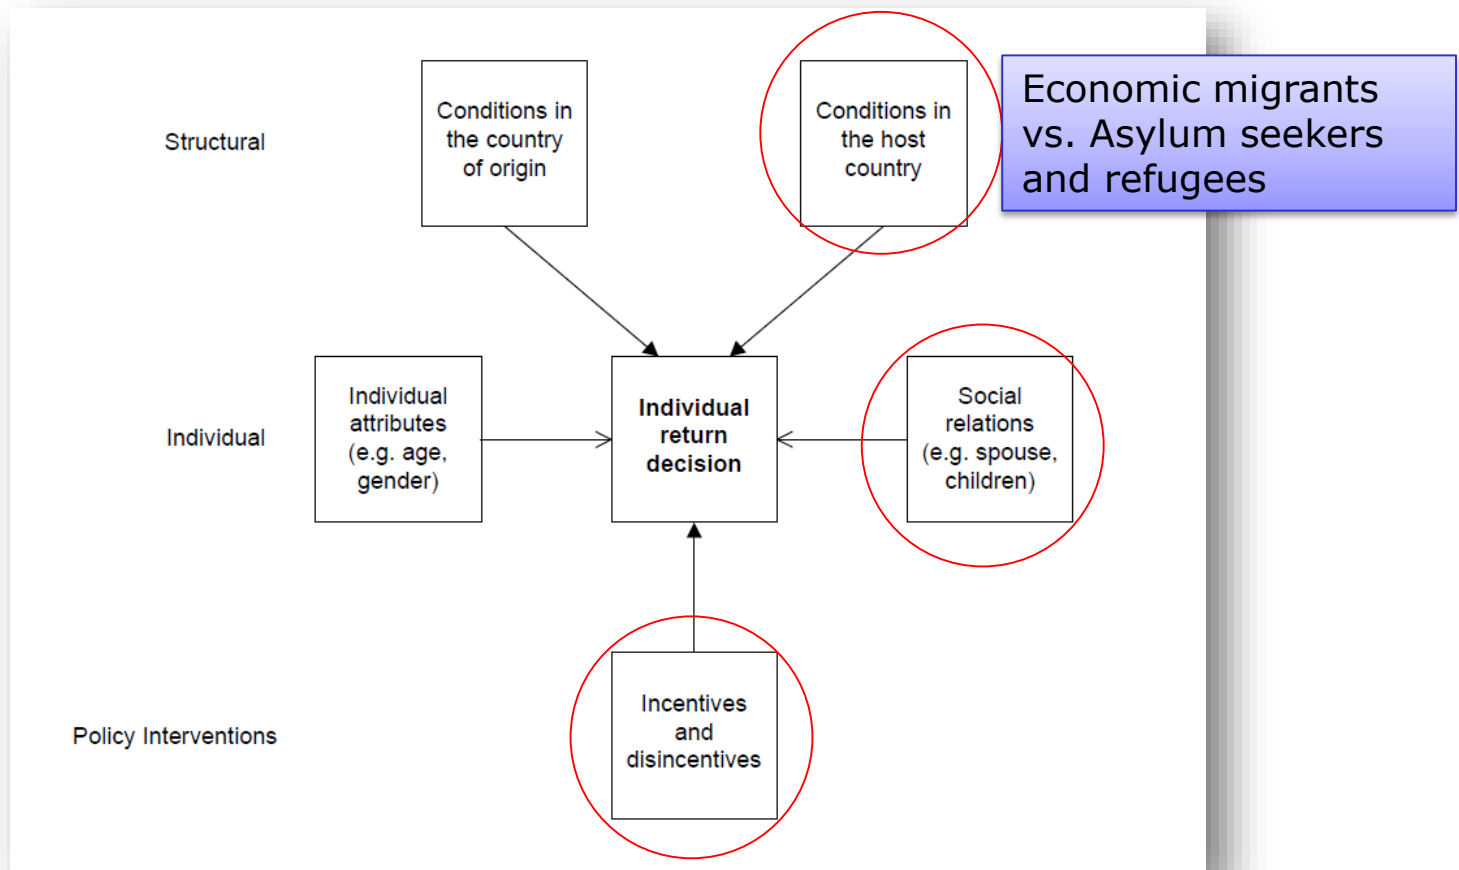 Structural
Conditions in
the country
of origin
Conditions in
the host
country
Economic migrants
vs. Asylum seekers
and refugees
Individual
Individual
attributes
(e.g. age,
gender)
Individual
return
decision
Social
relations
(e.g. spouse,
children)
Policy Interventions
Incentives
and
disincentives